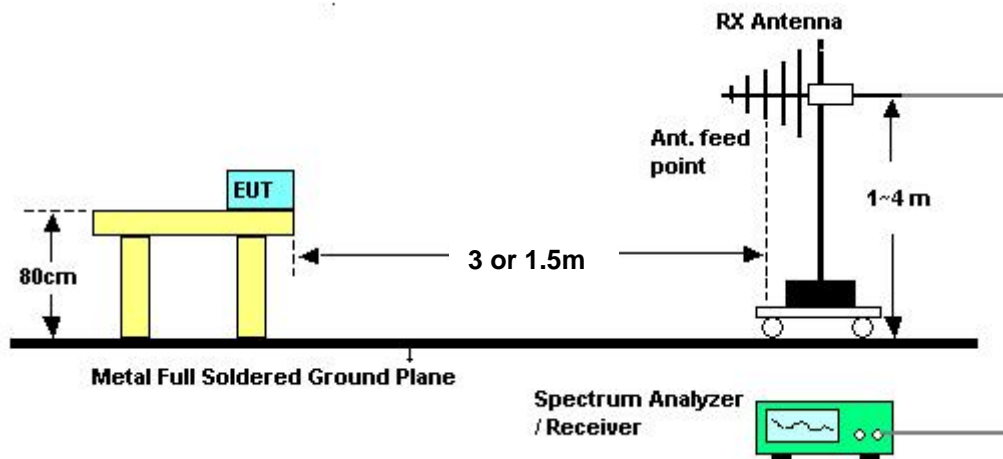 RX Antenna
Ant. feed
point
EUT
1~4 m
80cm
3 or 1.5m
Metal Full Soldered Ground Plane
Spectrum Analyzer
/ Receiver